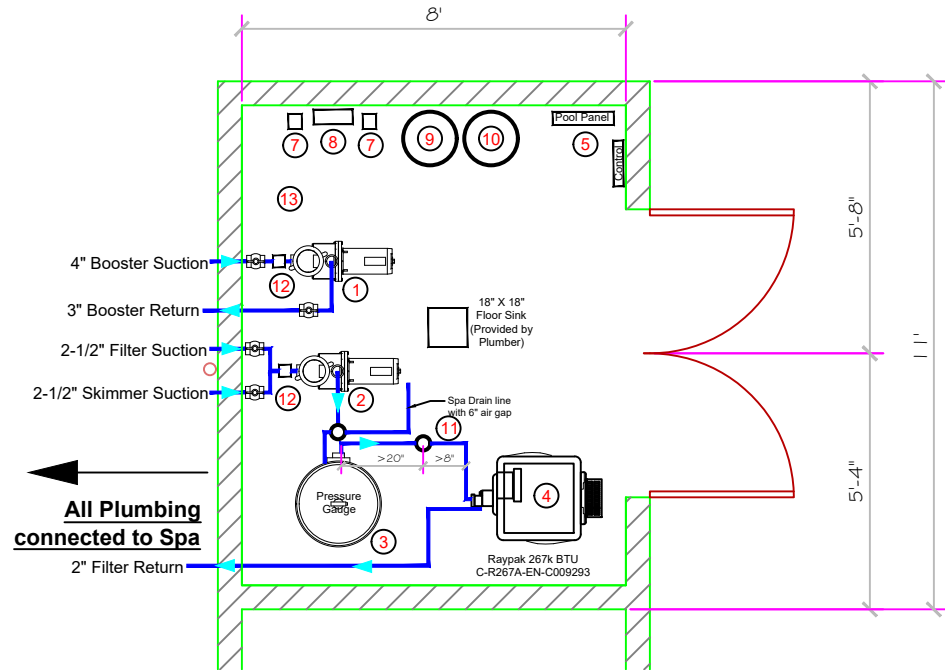 8'
Pool Panel
7
8
7
9
10
5
Control
13
5'-8"
4" Booster Suction
12
1
3" Booster Return
18" X 18"
Floor Sink
(Provided by
Plumber)
11'
2-1/2" Filter Suction
2-1/2" Skimmer Suction
12
2
Spa Drain line
with 6" air gap
11
>20"
>8"
All Plumbing
connected to Spa
Pressure
Gauge
4
3
5'-4"
2" Filter Return
Raypak 267k BTU
C-R267A-EN-C009293